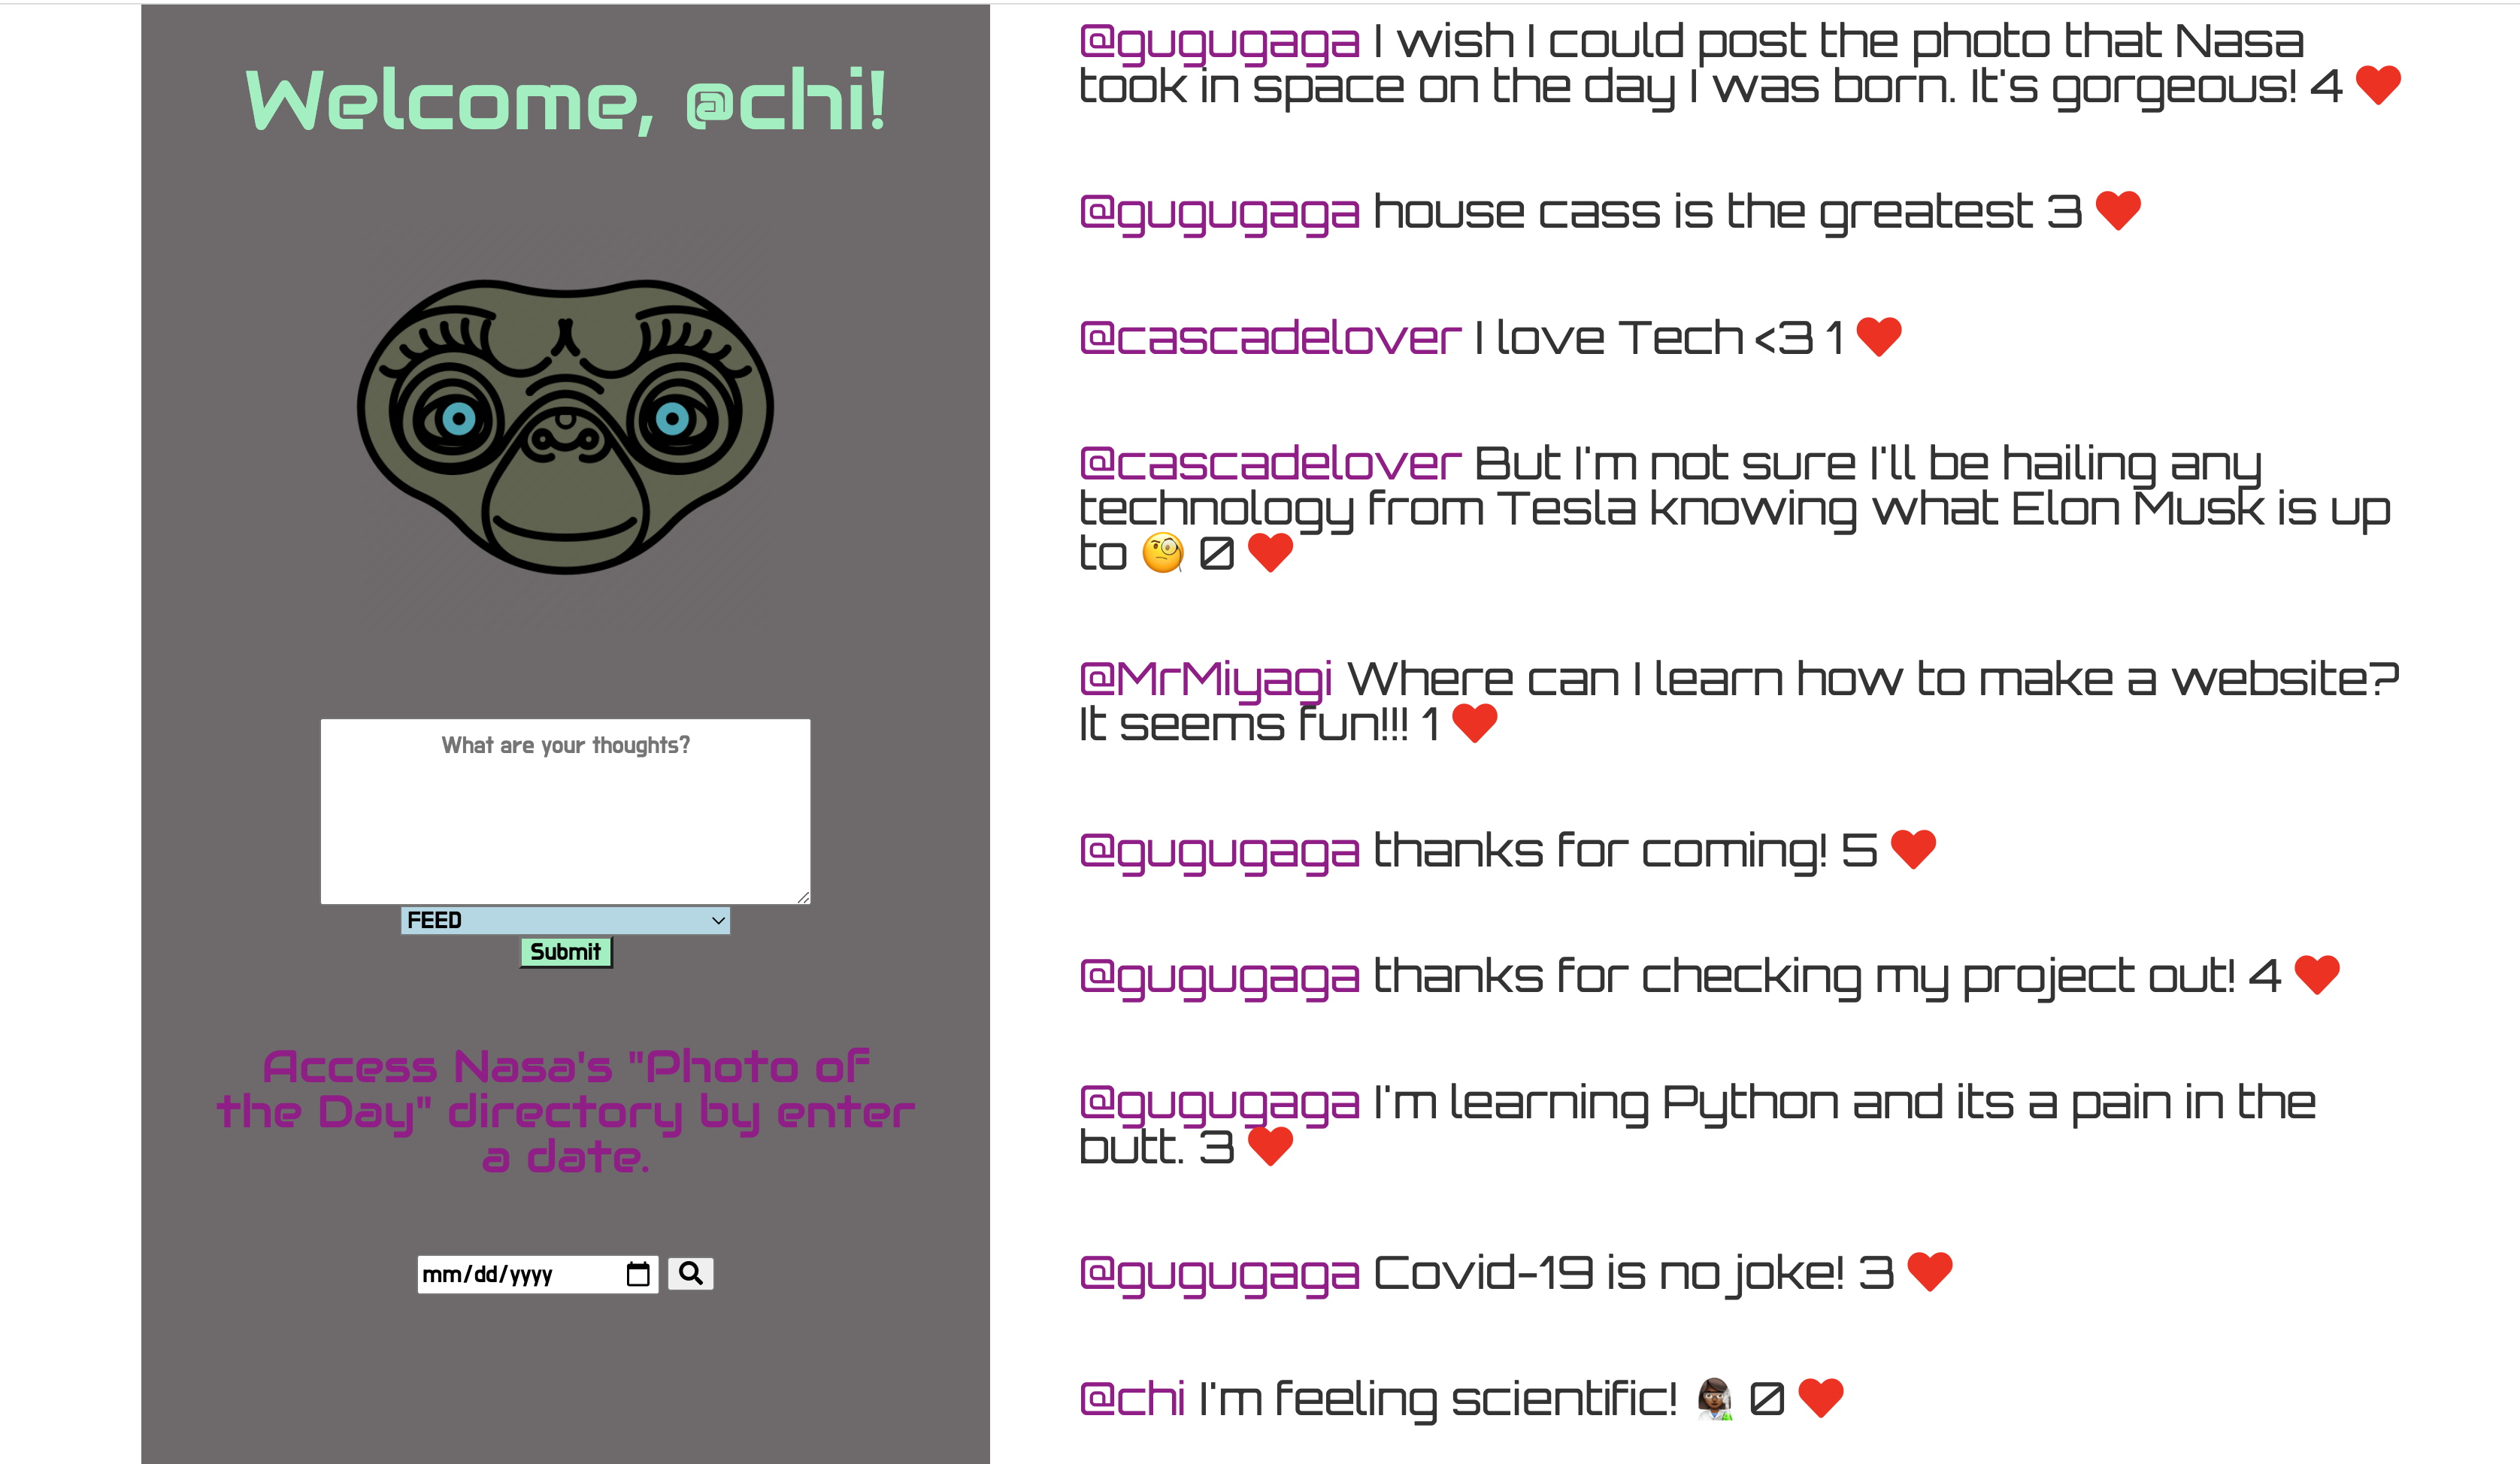 Welcome, @chi!
What are your thoughts?
FEED
Submit
Access Nasa's "Photo of
the Day" directory by enter
a date.
mm/dd/yyyy
@gugugaga I wish I could post the photo that Nasa
took in space on the day I was born. It's gorgeous! 4 ❤️
@gugugaga house cass is the greatest 3 ❤️
@cascadelover I love Tech <3 1 ❤️
@cascadelover But I'm not sure I'll be hailing any
technology from Tesla knowing what Elon Musk is up
to 🧐 0 ❤️
@MrMiyagi Where can I learn how to make a website?
It seems fun!!! 1 ❤️
@gugugaga thanks for coming! 5 ❤️
@gugugaga thanks for checking my project out! 4 ❤️
@gugugaga I'm learning Python and its a pain in the
butt. 3 ❤️
@gugugaga Covid-19 is no joke! 3 ❤️
@chi I'm feeling scientific! 👩🏾‍🔬 0 ❤️